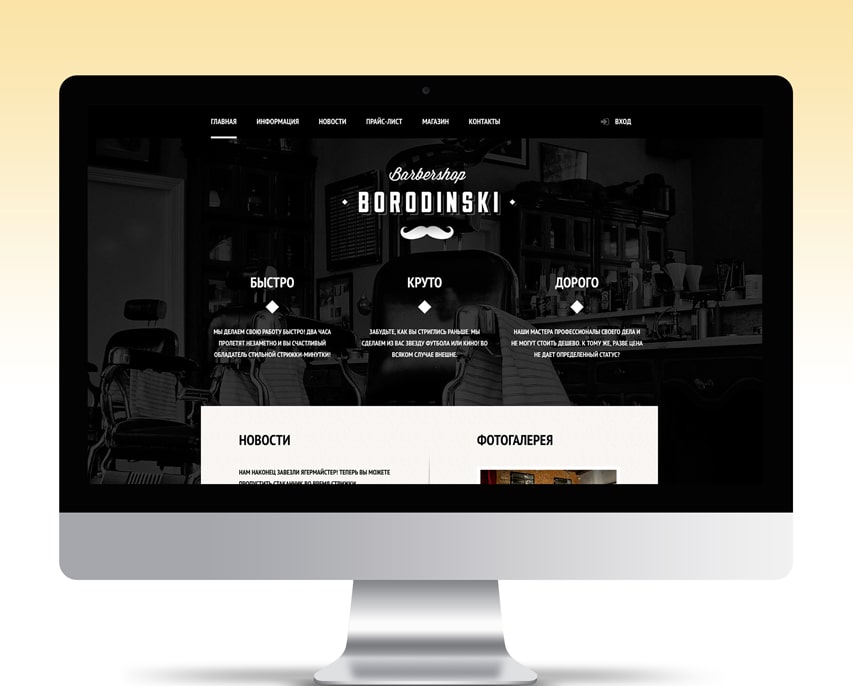 ГЛАВНАЯ ИНФОРМАЦИЯ НОВОСТИ ПРАЙС-ЛИСТ МАГАЗИН КОНТАКТЫ ВХОД
Barbershop
BORODINSKI
БЫСТРО
МЫ ДЕЛАЕМ СВОЮ РАБОТУ БЫСТРО! ДВА ЧАСА
ПРОЛЕТЯТ НЕЗАМЕТНО И ВЫ СЧАСТЛИВЫЙ
ОБЛАДАТЕЛЬ СТИЛЬНОЙ СТРИЖКИ-МИНУТКИ!
КРУТО
ЗАБУДЬТЕ, КАК ВЫ СТРИГЛИСЬ РАНЬШЕ. МЫ
СДЕЛАЕМ ИЗ ВАС ЗВЕЗДУ ФУТБОЛА ИЛИ КИНО! ВО
ВСЯКОМ СЛУЧАЕ ВНЕШНЕ.
ДОРОГО
НАШИ МАСТЕРА ПРОФЕССИОНАЛЫ СВОЕГО ДЕЛА И
НЕ МОГУТ СТОИТЬ ДЕШЕВО. К ТОМУ ЖЕ, РАЗВЕ ЦЕНА
НЕ ДАЕТ ОПРЕДЕЛЕННЫЙ СТАТУС?
НОВОСТИ
НАМ НАКОНЕЦ ЗАВЕЗЛИ ЯГЕРМАЙСТЕР! ТЕПЕРЬ ВЫ МОЖЕТЕ
ПРОПУСТИТЬ СТАКАНЧИК ВО ВРЕМЯ СТРИЖКИ
ФОТОГАЛЕРЕЯ